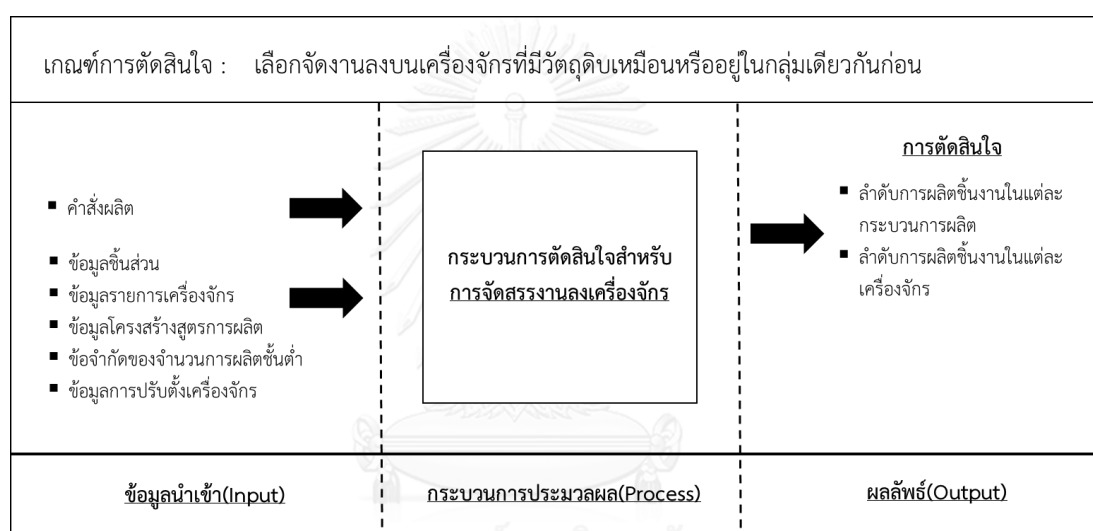 เกณฑ์การตัดสินใจ : เลือกจัดงานลงบนเครื่องจักรที่มีวัตถุดิบเหมือนหรืออยู่ในกลุ่มเดียวกันก่อน
▪ คำสั่งผลิต
▪ ข้อมูลชิ้นส่วน
▪ ข้อมูลรายการเครื่องจักร
▪ ข้อมูลโครงสร้างสูตรการผลิต
▪ ข้อจำกัดของจำนวนการผลิตขั้นต่ำ
▪ ข้อมูลการปรับตั้งเครื่องจักร
กระบวนการตัดสินใจสำหรับ
การจัดสรรงานลงเครื่องจักร
การตัดสินใจ
▪ ลำดับการผลิตชิ้นงานในแต่ละ
กระบวนการผลิต
▪ ลำดับการผลิตชิ้นงานในแต่ละ
เครื่องจักร
ข้อมูลนำเข้า(Input)
กระบวนการประมวลผล(Process)
ผลลัพธ์(Output)